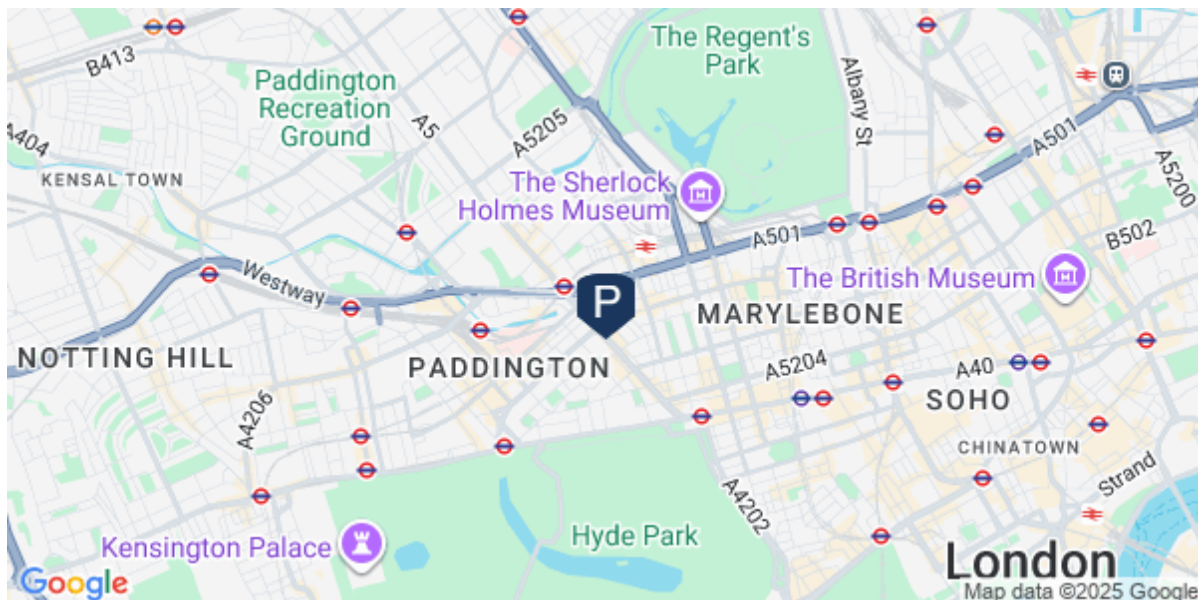 The Regent's
Park
B413
Paddington
Recreation
Ground
A5
A5205
Albany St
A404
A501
A5200
KENSAL TOWN
The Sherlock
Holmes Museum
A501
B502
Westway
The British Museum
P
MARYLEBONE
NOTTING HILL
PADDINGTON
A5204
A40
SOHO
A4206
CHINATOWN
Strand
A4202
Hyde Park
Kensington Palace
London
Google
Map data ©2025 Google